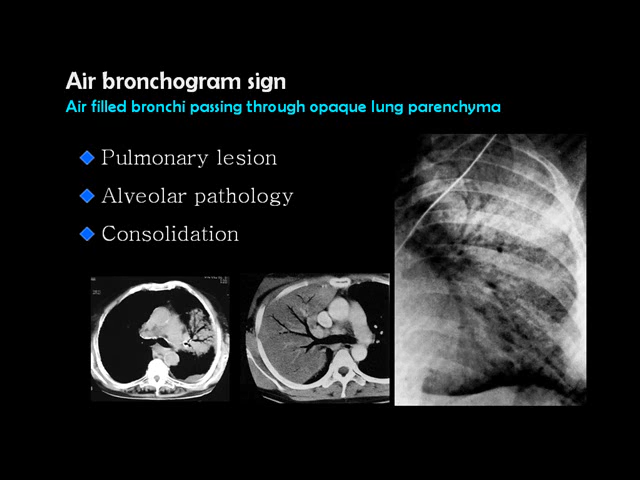 Air bronchogram sign
Air filled bronchi passing through opaque lung parenchyma
Pulmonary lesion
Alveolar pathology
Consolidation